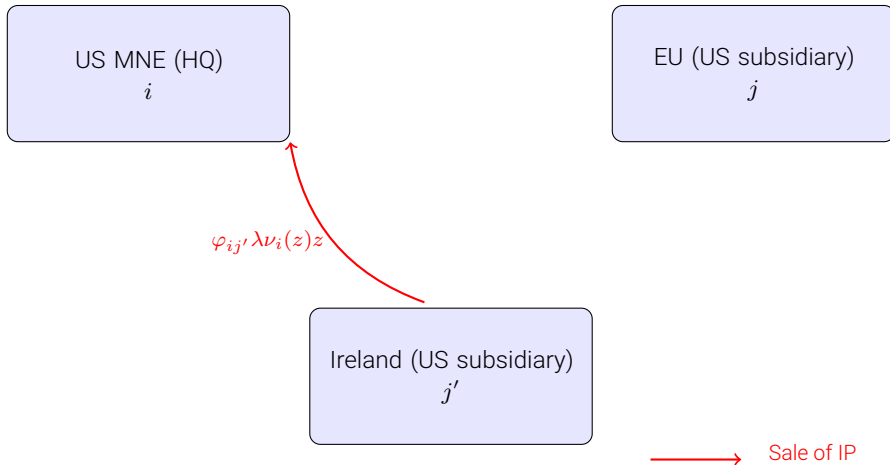 US MNE (HQ)
i
EU (US subsidiary)
j
φ_{ij′} λν_i(z)z
Ireland (US subsidiary)
j′
Sale of IP